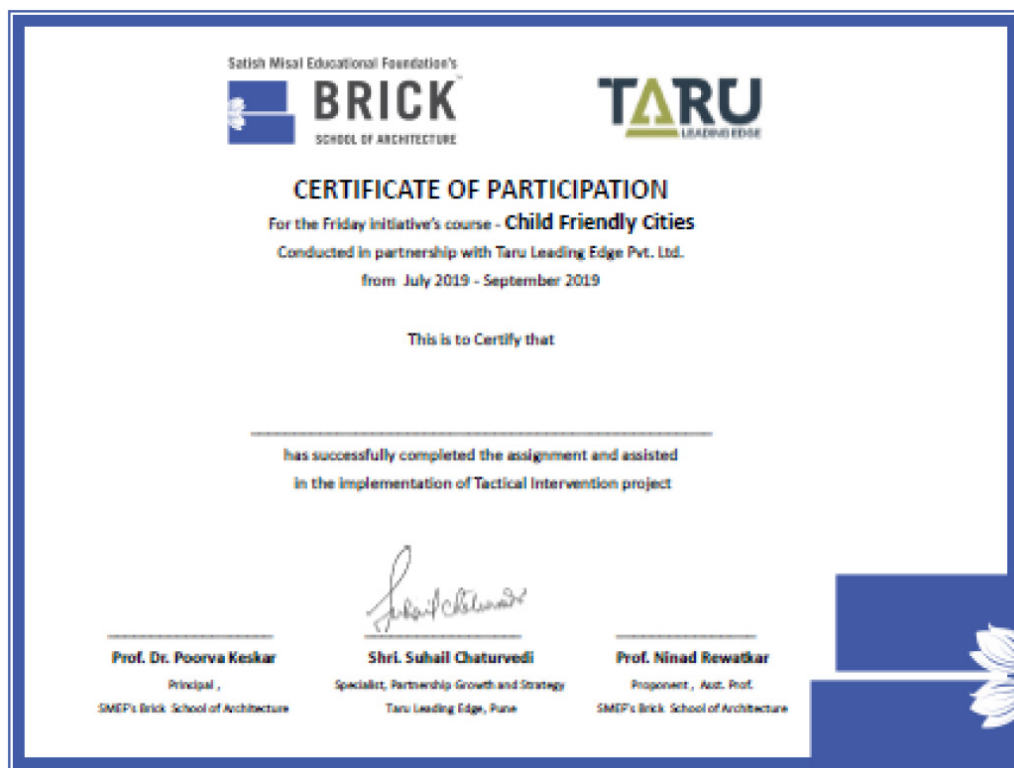 Satish Misal Educational Foundation's
BRICK™
SCHOOL OF ARCHITECTURE
TARU
LEADING EDGE
CERTIFICATE OF PARTICIPATION
For the Friday initiative's course - Child Friendly Cities
Conducted in partnership with Taru Leading Edge Pvt. Ltd.
from July 2019 - September 2019
This is to Certify that
has successfully completed the assignment and assisted
in the implementation of Tactical Intervention project
Suhail Chaturvedi
Prof. Dr. Poorva Keskar
Principal ,
SMEF's Brick School of Architecture
Shri. Suhail Chaturvedi
Specialist, Partnership Growth and Strategy
Taru Leading Edge, Pune
Prof. Ninad Rewatkar
Proponent , Asst. Prof.
SMEF's Brick School of Architecture